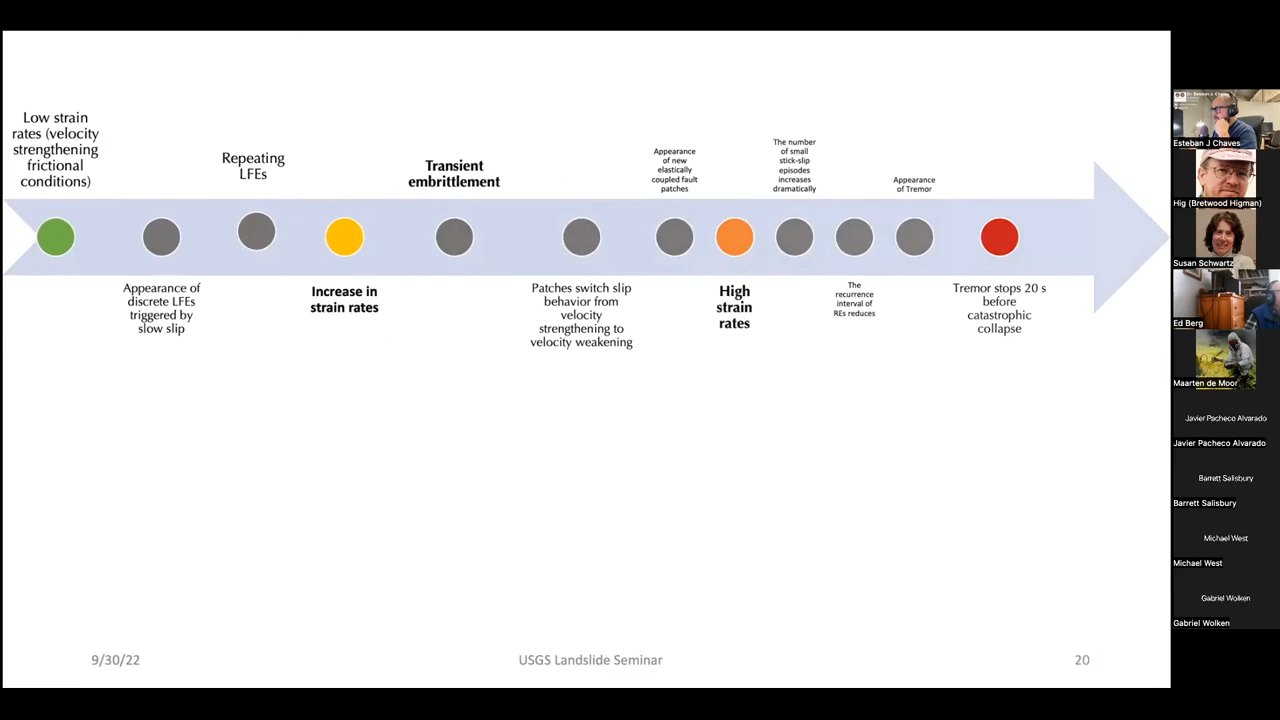 Low strain
rates (velocity
strengthening
frictional
conditions)
Appearance of
discrete LFEs
triggered by
slow slip
Repeating
LFEs
Increase in
strain rates
Transient
embrittlement
Patches switch slip
behavior from
velocity
strengthening to
velocity weakening
Appearance
of new
elastically
coupled fault
patches
High
strain
rates
The number
of small
stick-slip
episodes
increases
dramatically
The
recurrence
interval of
REs reduces
Appearance
of Tremor
Tremor stops 20 s
before
catastrophic
collapse
9/30/22
USGS Landslide Seminar
20
Esteban J Chaves
Hig (Bretwood Higman)
Susan Schwartz
Ed Berg
Maarten de Moor
Javier Pacheco Alvarado
Javier Pacheco Alvarado
Barrett Salisbury
Barrett Salisbury
Michael West
Michael West
Gabriel Wolken
Gabriel Wolken